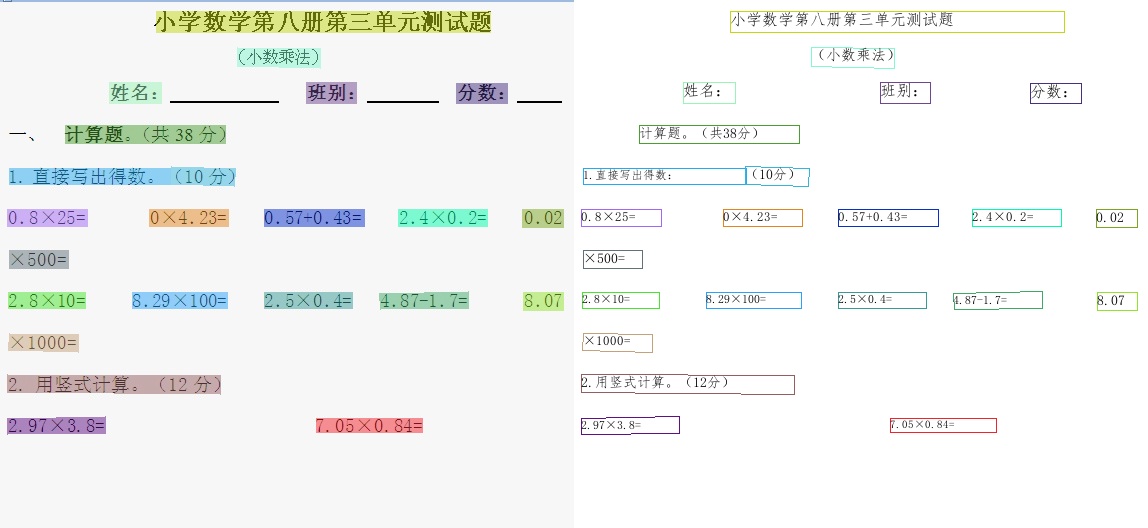 小学数学第八册第三单元测试题 小学数学第八册第三单元测试题
（小数乘法） （小数乘法）
姓名： 班别： 分数： 姓名： 班别： 分数：
一、 计算题。（共 38 分） 计算题。（共38分）
1. 直接写出得数。（10 分） 1.直接写出得数： （10分）
0.8×25= 0×4.23= 0.57+0.43= 2.4×0.2= 0.02 0.8×25= 0×4.23= 0.57+0.43= 2.4×0.2= 0.02
×500= ×500=
2.8×10= 8.29×100= 2.5×0.4= 4.87-1.7= 8.07 2.8×10= 8.29×100= 2.5×0.4= 4.87-1.7= 8.07
×1000= ×1000=
2. 用竖式计算。（12 分） 2.用竖式计算。（12分）
2.97×3.8= 7.05×0.84= 2.97×3.8= 7.05×0.84=